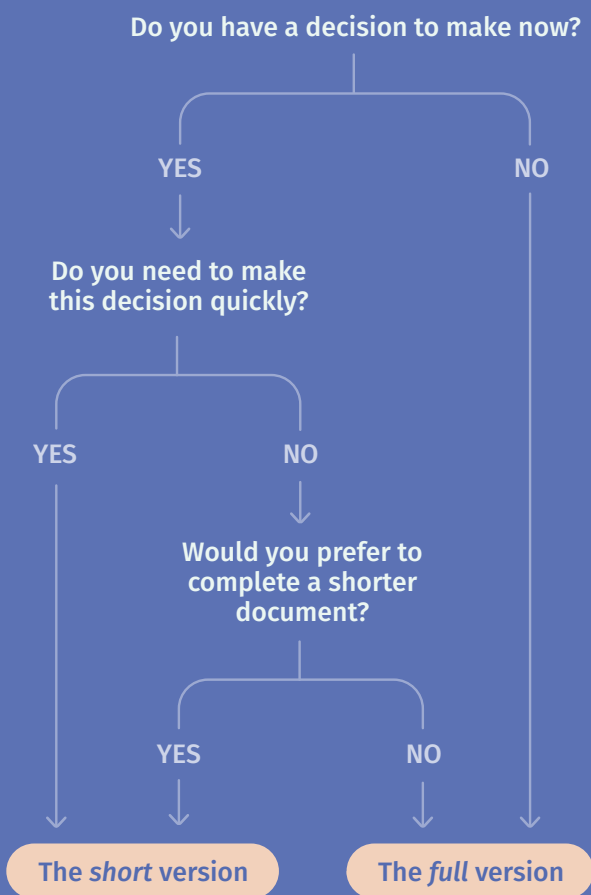 Do you have a decision to make now?
YES
NO
Do you need to make
this decision quickly?
YES
NO
Would you prefer to
complete a shorter
document?
YES
NO
The short version
The full version